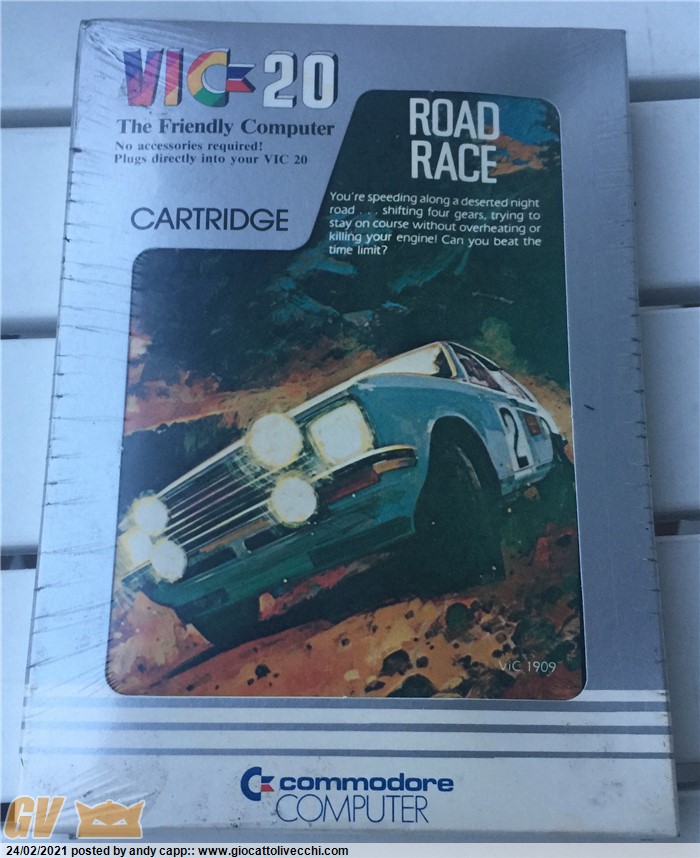 VIC-20
The Friendly Computer
No accessories required!
Plugs directly into your VIC 20
CARTRIDGE
ROAD
RACE
You're speeding along a deserted night
road . . . shifting four gears, trying to
stay on course without overheating or
killing your engine! Can you beat the
time limit?
2
VIC 1909
commodore
COMPUTER
GV
24/02/2021 posted by andy capp:: www.giocattolivecchi.com